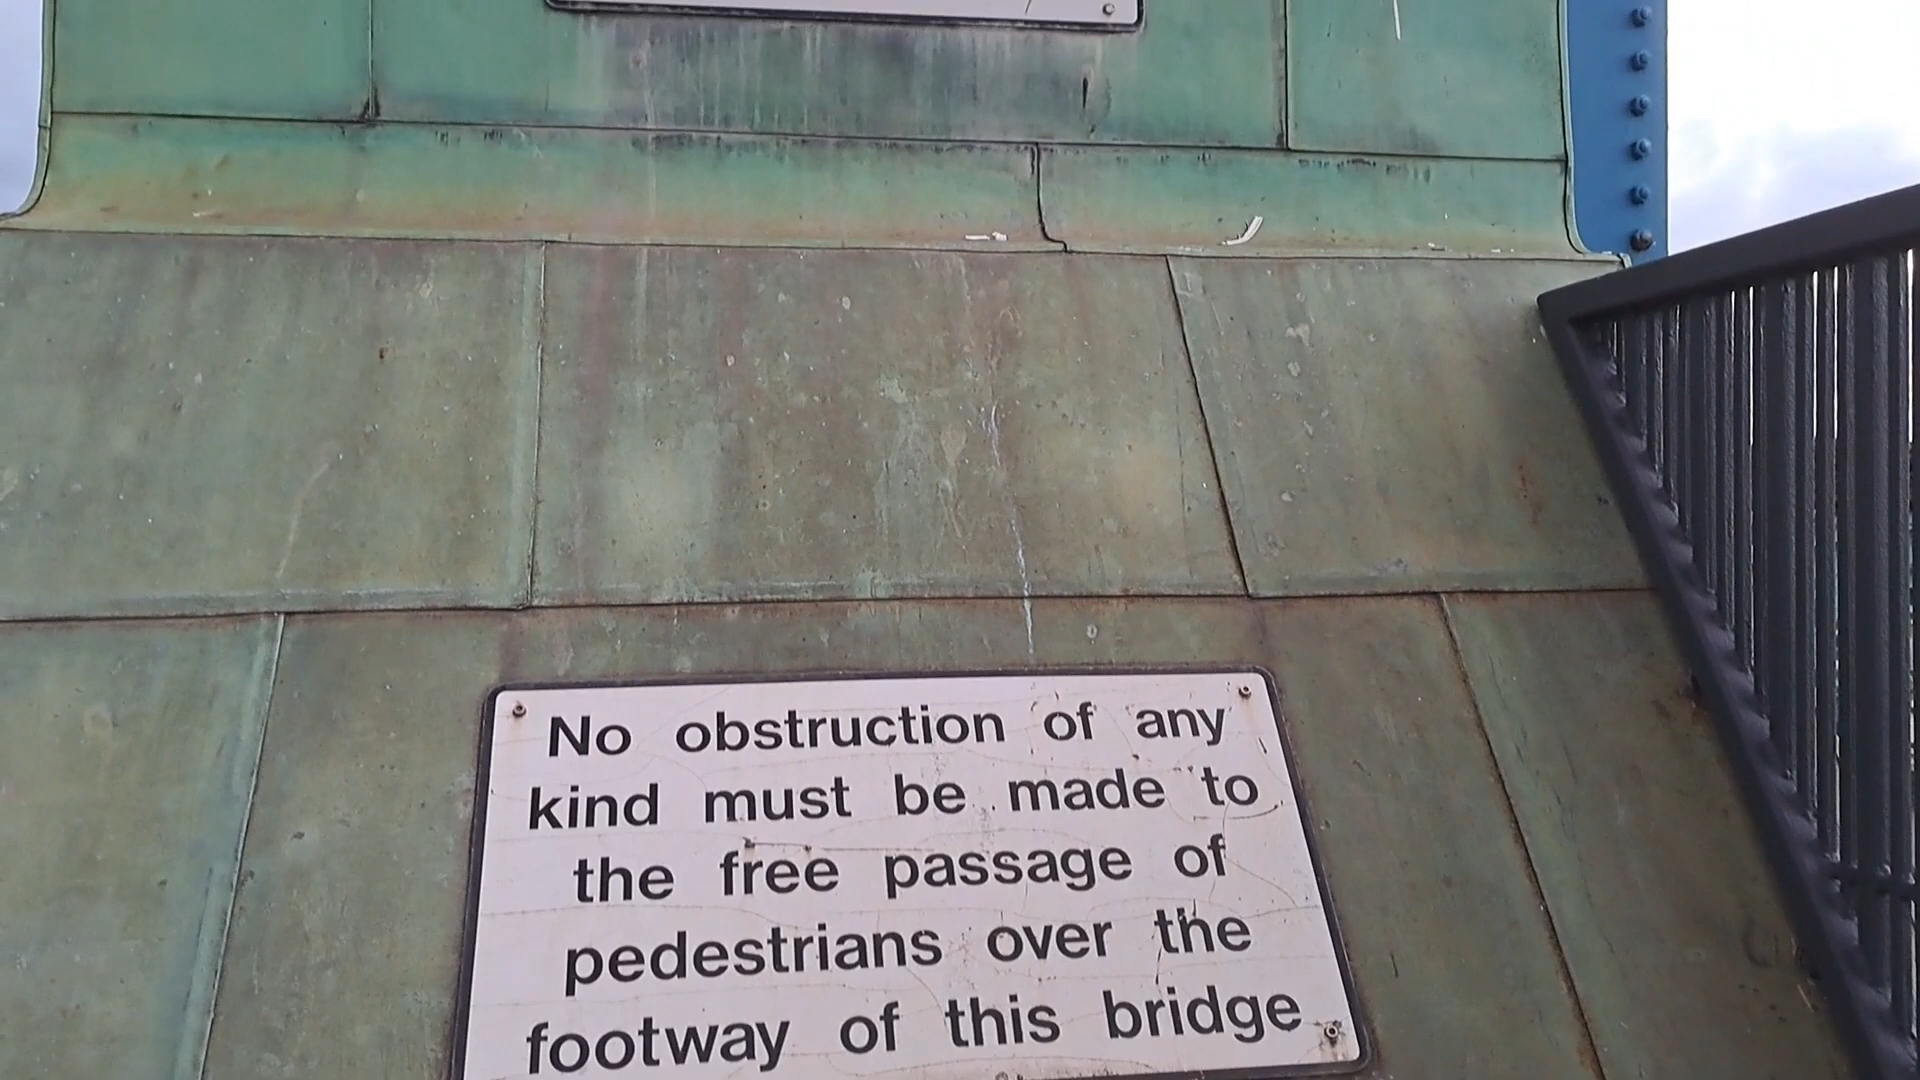 No obstruction of any
kind must be made to
the free passage of
pedestrians over the
footway of this bridge